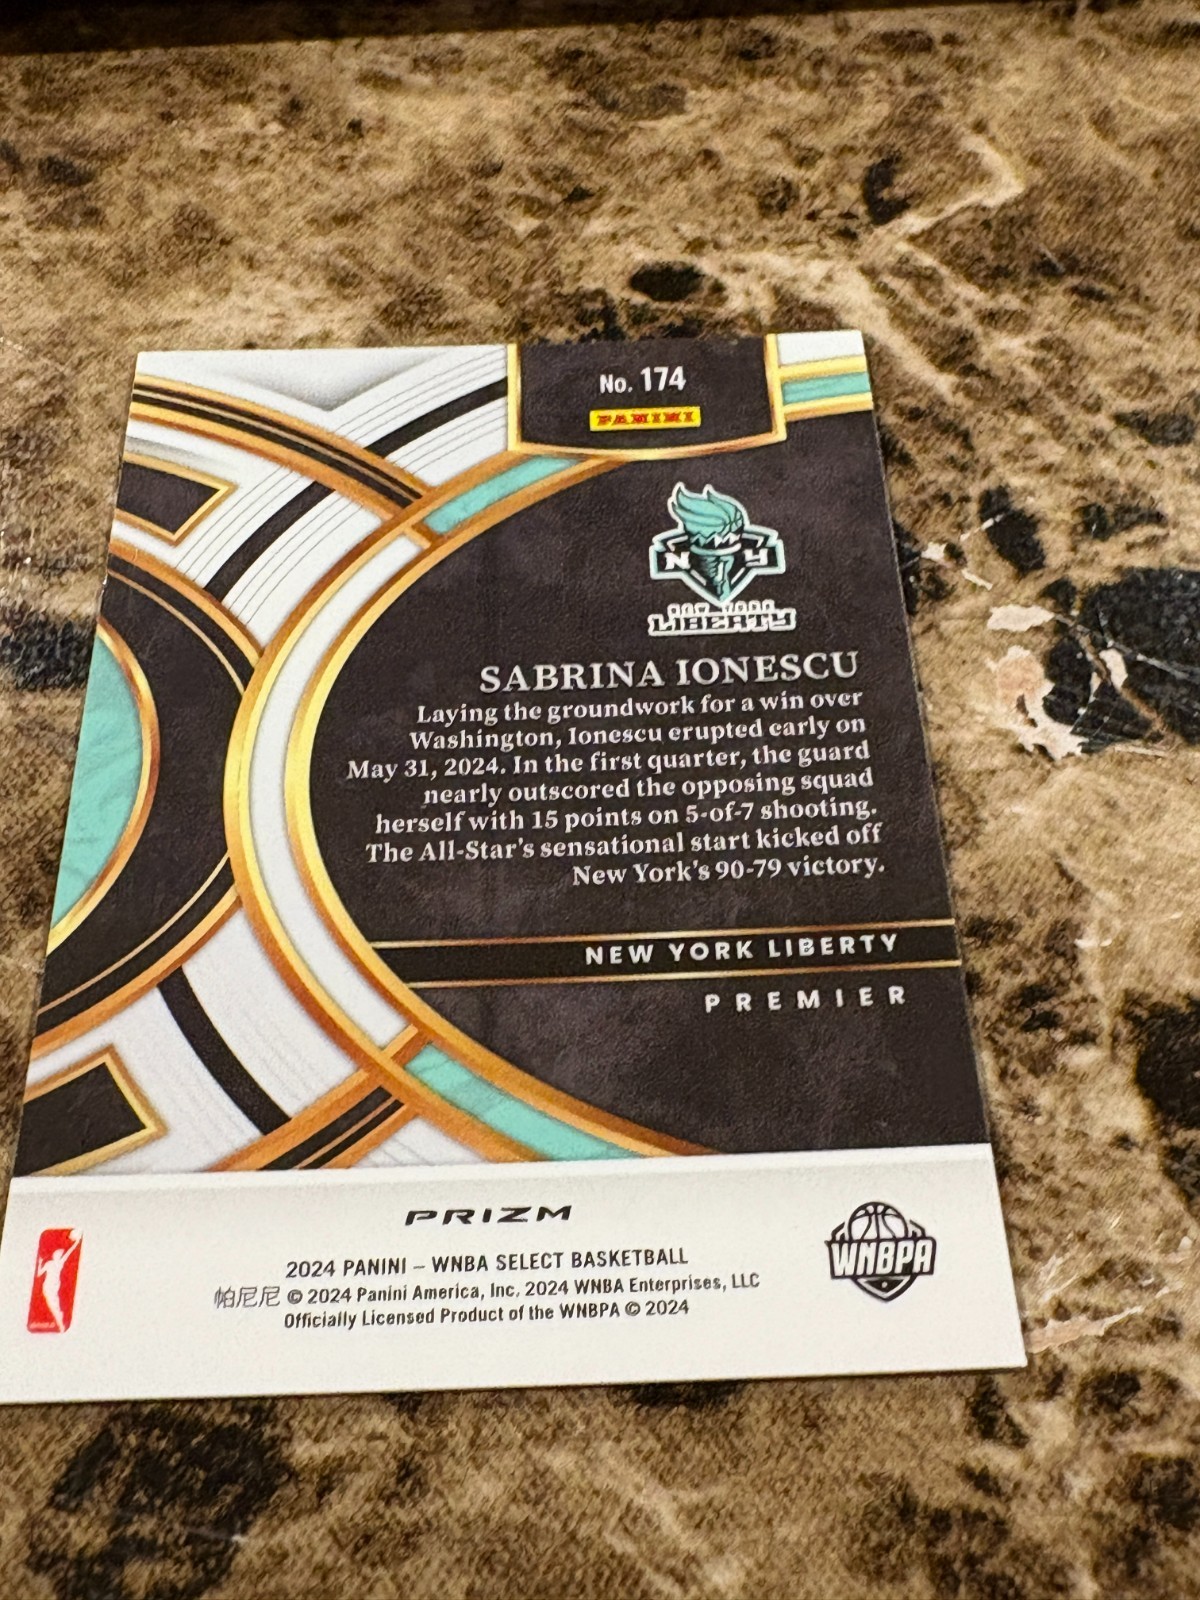 No. 174
PANINI
N Y
LIBERTY
SABRINA IONESCU
Laying the groundwork for a win over
Washington, Ionescu erupted early on
May 31, 2024. In the first quarter, the guard
nearly outscored the opposing squad
herself with 15 points on 5-of-7 shooting.
The All-Star's sensational start kicked off
New York's 90-79 victory.
NEW YORK LIBERTY
PREMIER
PRIZM
2024 PANINI – WNBA SELECT BASKETBALL
帕尼尼 © 2024 Panini America, Inc. 2024 WNBA Enterprises, LLC
Officially Licensed Product of the WNBPA © 2024
WNBPA